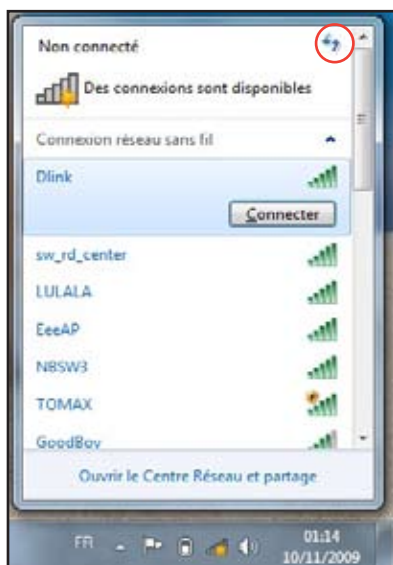 Non connecté
Des connexions sont disponibles
Connexion réseau sans fil
Dlink
Connecter
sw_rd_center
LULALA
EeeAP
NBSW3
TOMAX
GoodBoy
Ouvrir le Centre Réseau et partage
FR
01:14
10/11/2009